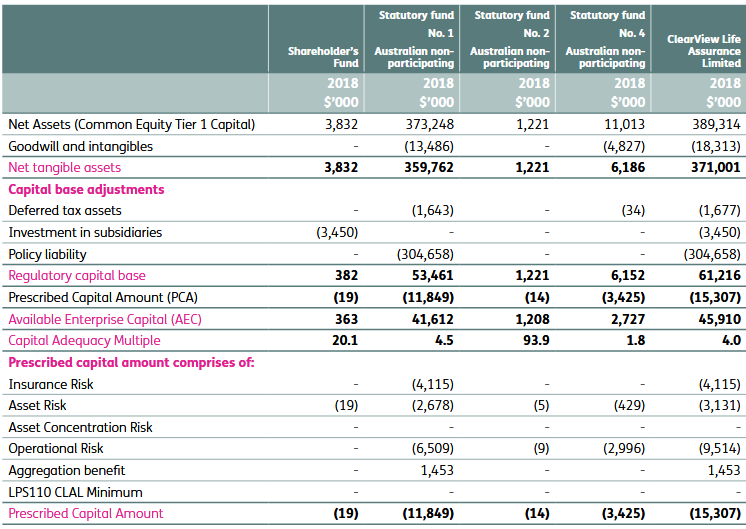 Shareholder's Fund Statutory fund No. 1 Australian non-participating Statutory fund No. 2 Australian non-participating Statutory fund No. 4 Australian non-participating ClearView Life Assurance Limited
2018 2018 2018 2018 2018
$'000 $'000 $'000 $'000 $'000
Net Assets (Common Equity Tier 1 Capital) 3,832 373,248 1,221 11,013 389,314
Goodwill and intangibles - (13,486) - (4,827) (18,313)
Net tangible assets 3,832 359,762 1,221 6,186 371,001
Capital base adjustments
Deferred tax assets - (1,643) - (34) (1,677)
Investment in subsidiaries (3,450) - - - (3,450)
Policy liability - (304,658) - - (304,658)
Regulatory capital base 382 53,461 1,221 6,152 61,216
Prescribed Capital Amount (PCA) (19) (11,849) (14) (3,425) (15,307)
Available Enterprise Capital (AEC) 363 41,612 1,208 2,727 45,910
Capital Adequacy Multiple 20.1 4.5 93.9 1.8 4.0
Prescribed capital amount comprises of:
Insurance Risk - (4,115) - - (4,115)
Asset Risk (19) (2,678) (5) (429) (3,131)
Asset Concentration Risk - - - - -
Operational Risk - (6,509) (9) (2,996) (9,514)
Aggregation benefit - 1,453 - - 1,453
LPS110 CLAL Minimum - - - - -
Prescribed Capital Amount (19) (11,849) (14) (3,425) (15,307)